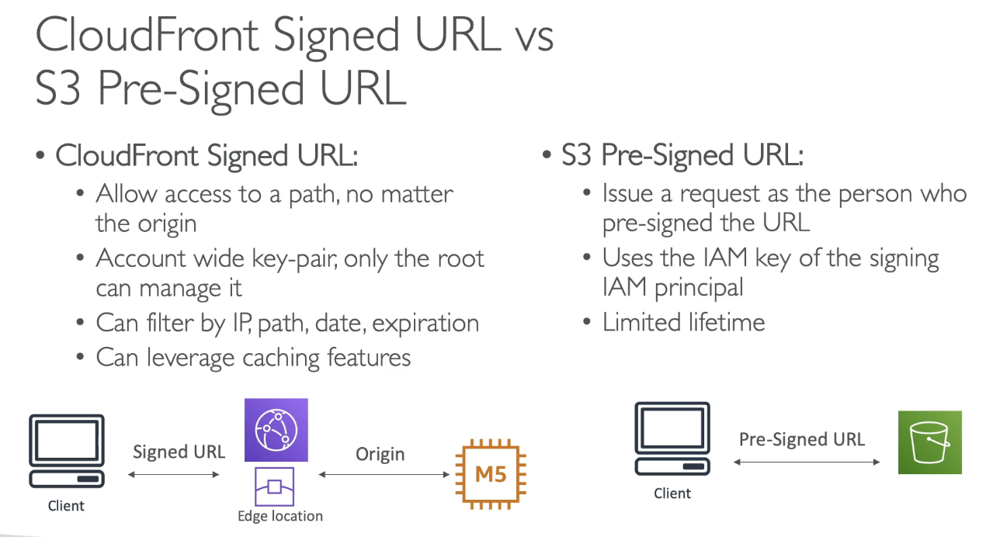 CloudFront Signed URL vs
S3 Pre-Signed URL
• CloudFront Signed URL:
• Allow access to a path, no matter
the origin
• Account wide key-pair, only the root
can manage it
• Can filter by IP, path, date, expiration
• Can leverage caching features
• S3 Pre-Signed URL:
• Issue a request as the person who
pre-signed the URL
• Uses the IAM key of the signing
IAM principal
• Limited lifetime
Client
Signed URL
Edge location
Origin
M5
Client
Pre-Signed URL